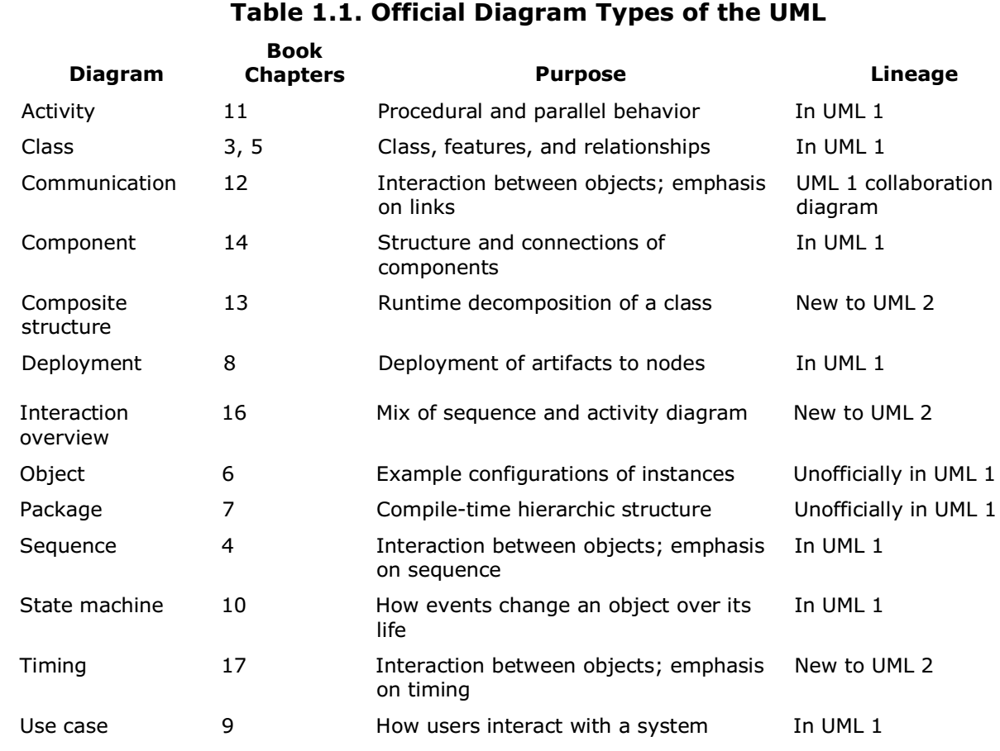 Table 1.1. Official Diagram Types of the UML
Diagram Book Chapters Purpose Lineage
Activity 11 Procedural and parallel behavior In UML 1
Class 3, 5 Class, features, and relationships In UML 1
Communication 12 Interaction between objects; emphasis UML 1 collaboration
on links diagram
Component 14 Structure and connections of In UML 1
components
Composite 13 Runtime decomposition of a class New to UML 2
structure
Deployment 8 Deployment of artifacts to nodes In UML 1
Interaction 16 Mix of sequence and activity diagram New to UML 2
overview
Object 6 Example configurations of instances Unofficially in UML 1
Package 7 Compile-time hierarchic structure Unofficially in UML 1
Sequence 4 Interaction between objects; emphasis In UML 1
on sequence
State machine 10 How events change an object over its In UML 1
life
Timing 17 Interaction between objects; emphasis New to UML 2
on timing
Use case 9 How users interact with a system In UML 1